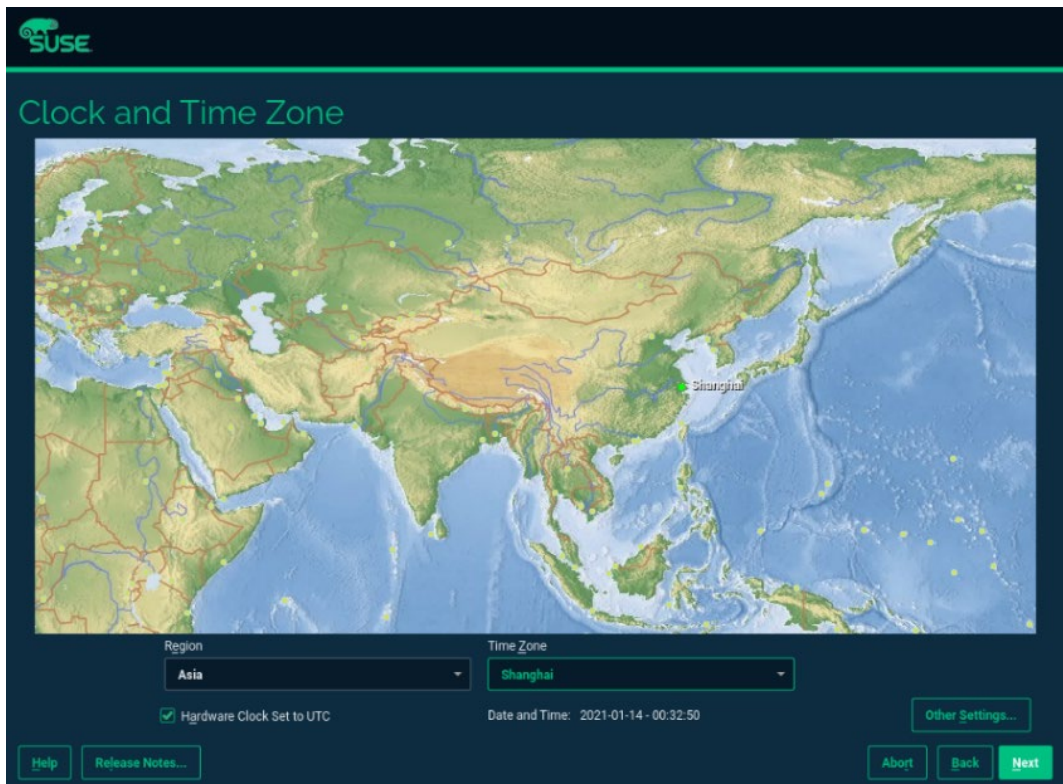 SUSE
Clock and Time Zone
Shanghai
Region
Time Zone
Asia
Shanghai
Hardware Clock Set to UTC
Date and Time: 2021-01-14 - 00:32:50
Other Settings...
Help
Release Notes...
Abort
Back
Next